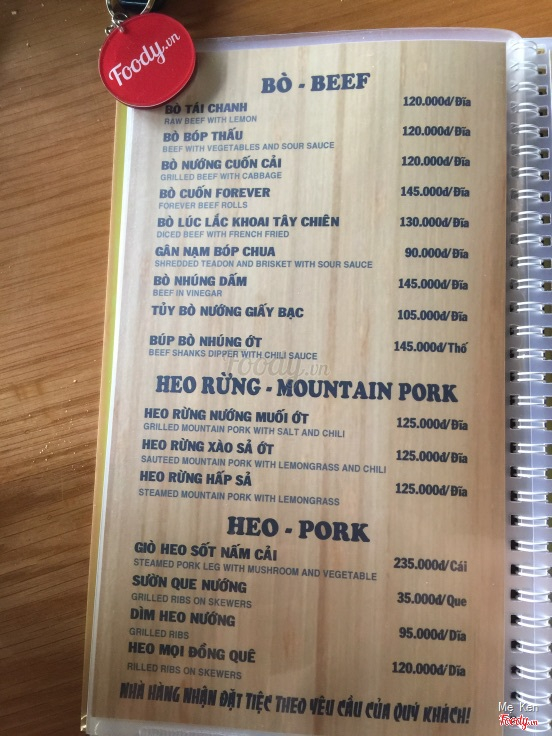 Foody.vn
BÒ - BEEF
BÒ TÁI CHANH 120.000đ/Đĩa
RAW BEEF WITH LEMON
BÒ BÓP THẤU 120.000đ/Đĩa
BEEF WITH VEGETABLES AND SOUR SAUCE
BÒ NƯỚNG CUỐN CẢI 120.000đ/Đĩa
GRILLED BEEF WITH CABBAGE
BÒ CUỐN FOREVER 145.000đ/Đĩa
FOREVER BEEF ROLLS
BÒ LÚC LẮC KHOAI TÂY CHIÊN 130.000đ/Đĩa
DICED BEEF WITH FRENCH FRIED
GÂN NẠM BÓP CHUA 90.000đ/Đĩa
SHREDDED TEADON AND BRISKET WITH SOUR SAUCE
BÒ NHÚNG DẤM 145.000đ/Đĩa
BEEF IN VINEGAR
TỦY BÒ NƯỚNG GIẤY BẠC 105.000đ/Đĩa
BÚP BÒ NHÚNG ỚT 145.000đ/Thố
BEEF SHANKS DIPPER WITH CHILI SAUCE
Foody.vn
HEO RỪNG - MOUNTAIN PORK
HEO RỪNG NƯỚNG MUỐI ỚT 125.000đ/Đĩa
GRILLED MOUNTAIN PORK WITH SALT AND CHILI
HEO RỪNG XÀO SẢ ỚT 125.000đ/Đĩa
SAUTEED MOUNTAIN PORK WITH LEMONGRASS AND CHILI
HEO RỪNG HẤP SẢ 125.000đ/Đĩa
STEAMED MOUNTAIN PORK WITH LEMONGRASS
HEO - PORK
GIÒ HEO SỐT NẤM CẢI 235.000đ/Cái
STEAMED PORK LEG WITH MUSHROOM AND VEGETABLE
SƯỜN QUE NƯỚNG 35.000đ/Que
GRILLED RIBS ON SKEWERS
DÌM HEO NƯỚNG 95.000đ/Dĩa
GRILLED RIBS
HEO MỌI ĐỒNG QUÊ 120.000đ/Dĩa
RILLED RIBS ON SKEWERS
NHÀ HÀNG NHẬN ĐẶT TIỆC THEO YÊU CẦU CỦA QUÝ KHÁCH!
Me Ken
Foody.vn